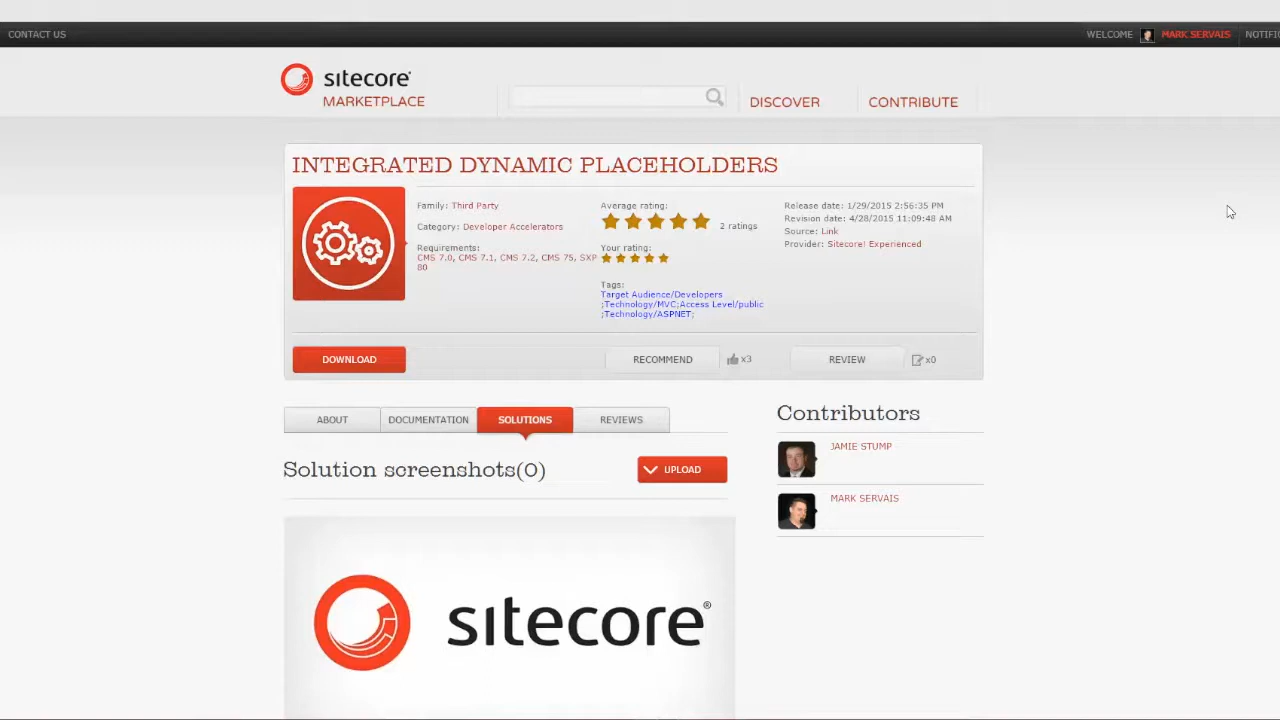 CONTACT US
WELCOME MARK SERVAIS
sitecore
MARKETPLACE
DISCOVER
CONTRIBUTE
INTEGRATED DYNAMIC PLACEHOLDERS
Family: Third Party
Category: Developer Accelerators
Requirements:
CMS 7.0, CMS 7.1, CMS 7.2, CMS 75, SXP
80
Average rating:
2 ratings
Your rating:
Tags:
Target Audience/Developers
;Technology/MVC;Access Level/public
;Technology/ASPNET;
Release date: 1/29/2015 2:56:35 PM
Revision date: 4/28/2015 11:09:48 AM
Source: Link
Provider: Sitecore! Experienced
DOWNLOAD
RECOMMEND
x3
REVIEW
x0
ABOUT
DOCUMENTATION
SOLUTIONS
REVIEWS
Solution screenshots(0)
UPLOAD
sitecore®
Contributors
JAMIE STUMP
MARK SERVAIS